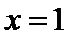 x = 1